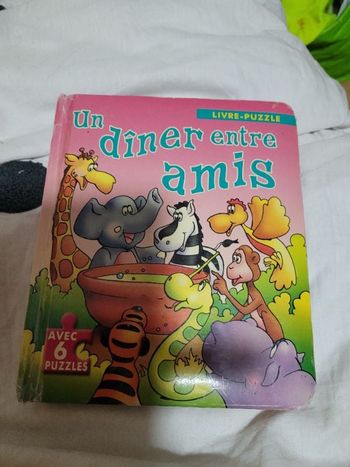 LIVRE-PUZZLE
Un
dîner entre
amis
AVEC
6
PUZZLES